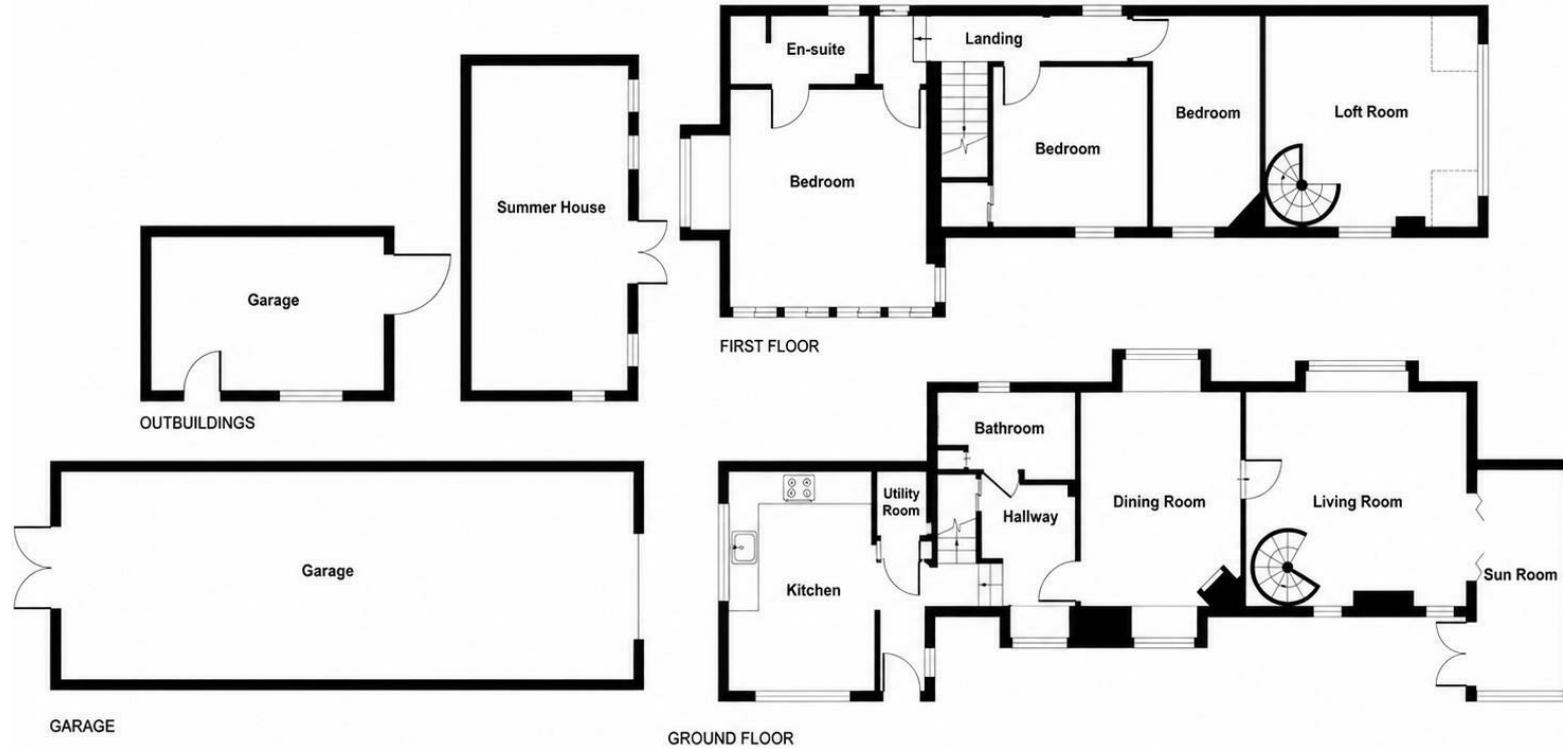 En-suite
Landing
Bedroom
Loft Room
Bedroom
Bedroom
Summer House
Garage
FIRST FLOOR
OUTBUILDINGS
Bathroom
Utility
Room
Hallway
Dining Room
Living Room
Garage
Kitchen
Sun Room
GARAGE
GROUND FLOOR